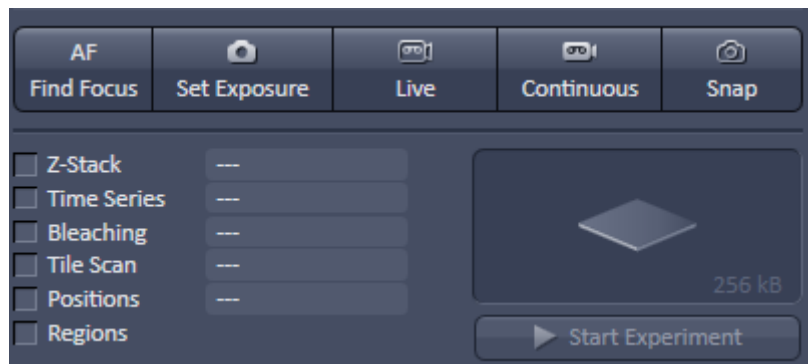 AF
Find Focus
Set Exposure
Live
Continuous
Snap
Z-Stack ---
Time Series ---
Bleaching ---
Tile Scan ---
Positions ---
Regions
256 kB
Start Experiment